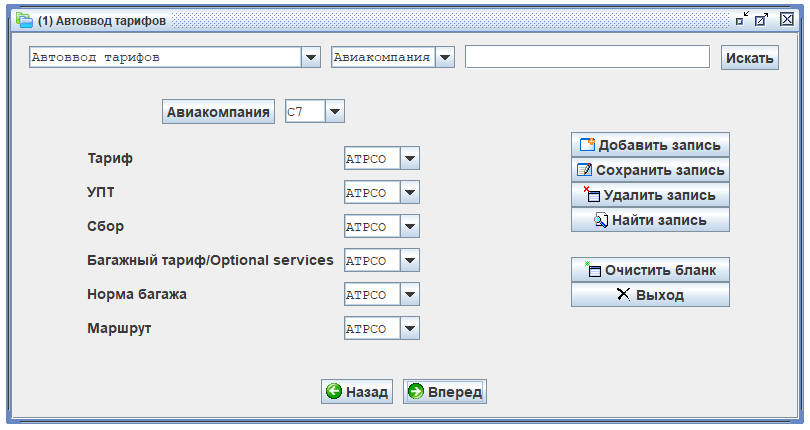 (1) Автоввод тарифов
Автоввод тарифов Авиакомпания Искать
Авиакомпания С7
Тариф ATPCO
УПТ ATPCO
Сбор ATPCO
Багажный тариф/Optional services ATPCO
Норма багажа ATPCO
Маршрут ATPCO
Добавить запись
Сохранить запись
Удалить запись
Найти запись
Очистить бланк
Выход
Назад Вперед